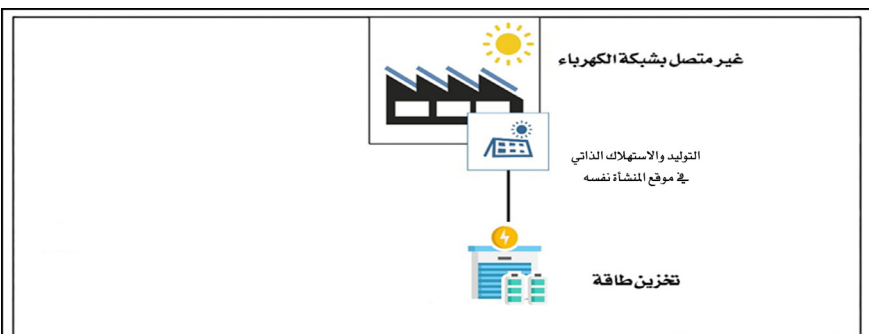 غير متصل بشبكة الكهرباء
التوليد والاستهلاك الذاتي
في موقع المنشأة نفسه
تخزين طاقة